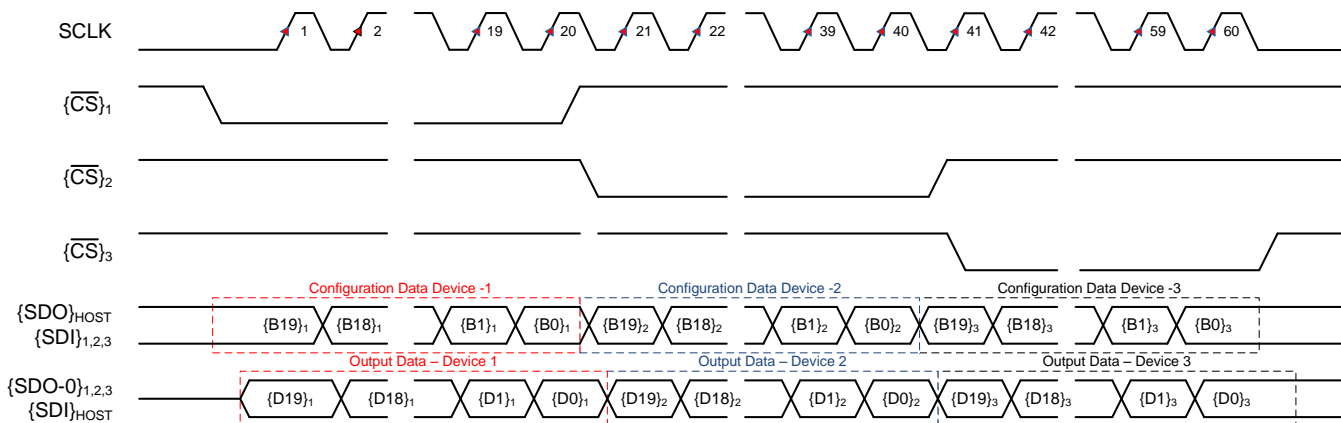 SCLK 1 2 19 20 21 22 39 40 41 42 59 60
{C̅S̅}₁
{C̅S̅}₂
{C̅S̅}₃
Configuration Data Device -1 Configuration Data Device -2 Configuration Data Device -3
{SDO}HOST
{SDI}1,2,3
{B19}₁ {B18}₁ {B1}₁ {B0}₁ {B19}₂ {B18}₂ {B1}₂ {B0}₂ {B19}₃ {B18}₃ {B1}₃ {B0}₃
Output Data – Device 1 Output Data – Device 2 Output Data – Device 3
{SDO-0}1,2,3
{SDI}HOST
{D19}₁ {D18}₁ {D1}₁ {D0}₁ {D19}₂ {D18}₂ {D1}₂ {D0}₂ {D19}₃ {D18}₃ {D1}₃ {D0}₃